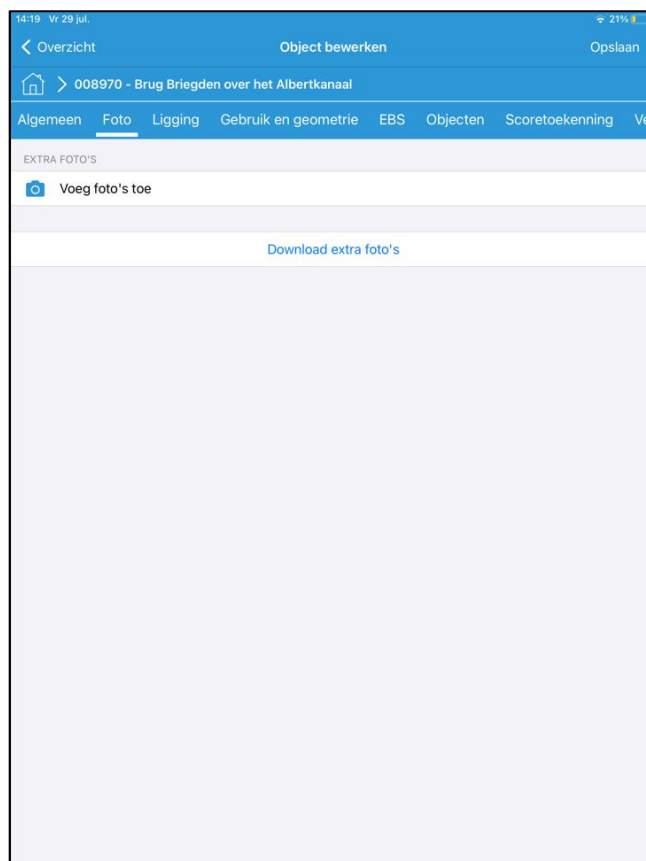 14:19 Vr 29 jul. 21%
Overzicht Object bewerken Opslaan
008970 - Brug Briegden over het Albertkanaal
Algemeen Foto Ligging Gebruik en geometrie EBS Objecten Scoretoekenning Ve
EXTRA FOTO'S
Voeg foto's toe
Download extra foto's